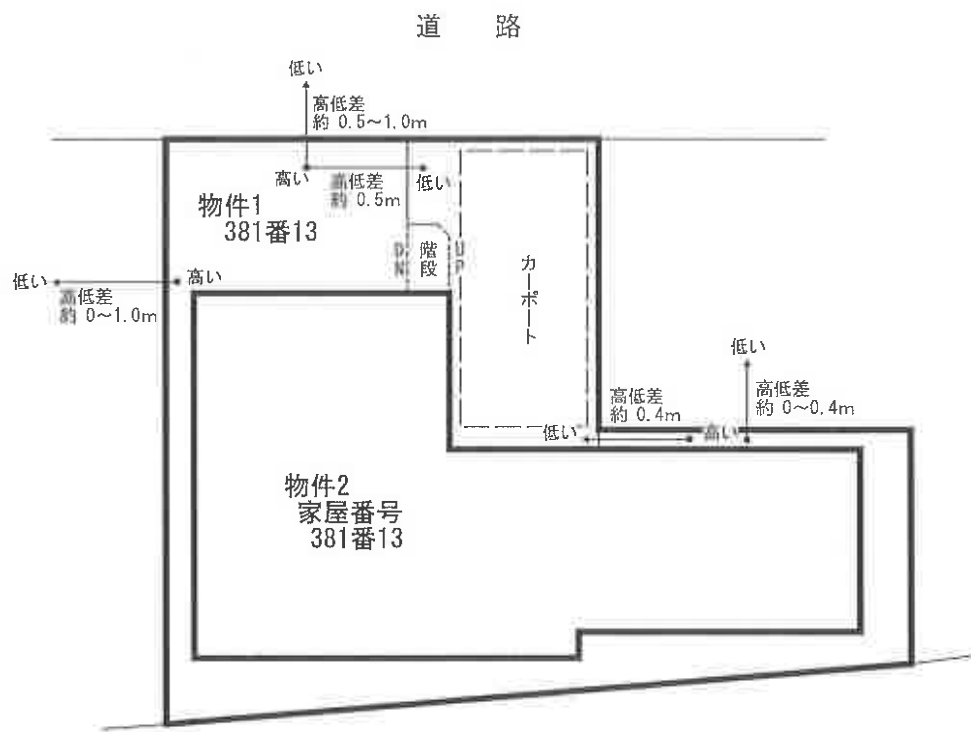 道　路
低い
高低差
約 0.5~1.0m
高い
高低差
約 0.5m
低い
物件1
381番13
DN
階段
UP
カーポート
低い
高い
高低差
約 0~1.0m
低い
高低差
約 0.4m
高低差
約 0~0.4m
低い
高い
物件2
家屋番号
381番13